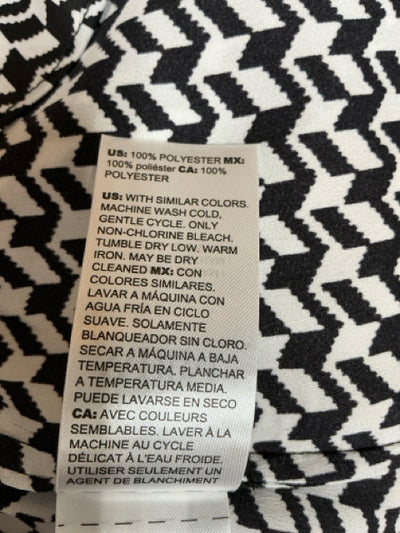 US: 100% POLYESTER MX:
100% poliéster CA: 100%
POLYESTER
US: WITH SIMILAR COLORS.
MACHINE WASH COLD,
GENTLE CYCLE. ONLY
NON-CHLORINE BLEACH.
TUMBLE DRY LOW. WARM
IRON. MAY BE DRY
CLEANED MX: CON
COLORES SIMILARES,
LAVAR A MÁQUINA CON
AGUA FRÍA EN CICLO
SUAVE. SOLAMENTE
BLANQUEADOR SIN CLORO.
SECAR A MÁQUINA A BAJA
TEMPERATURA. PLANCHAR
A TEMPERATURA MEDIA.
PUEDE LAVARSE EN SECO
CA: AVEC COULEURS
SEMBLABLES. LAVER À LA
MACHINE AU CYCLE
DÉLICAT À L'EAU FROIDE.
UTILISER SEULEMENT UN
AGENT DE BLANCHIMENT